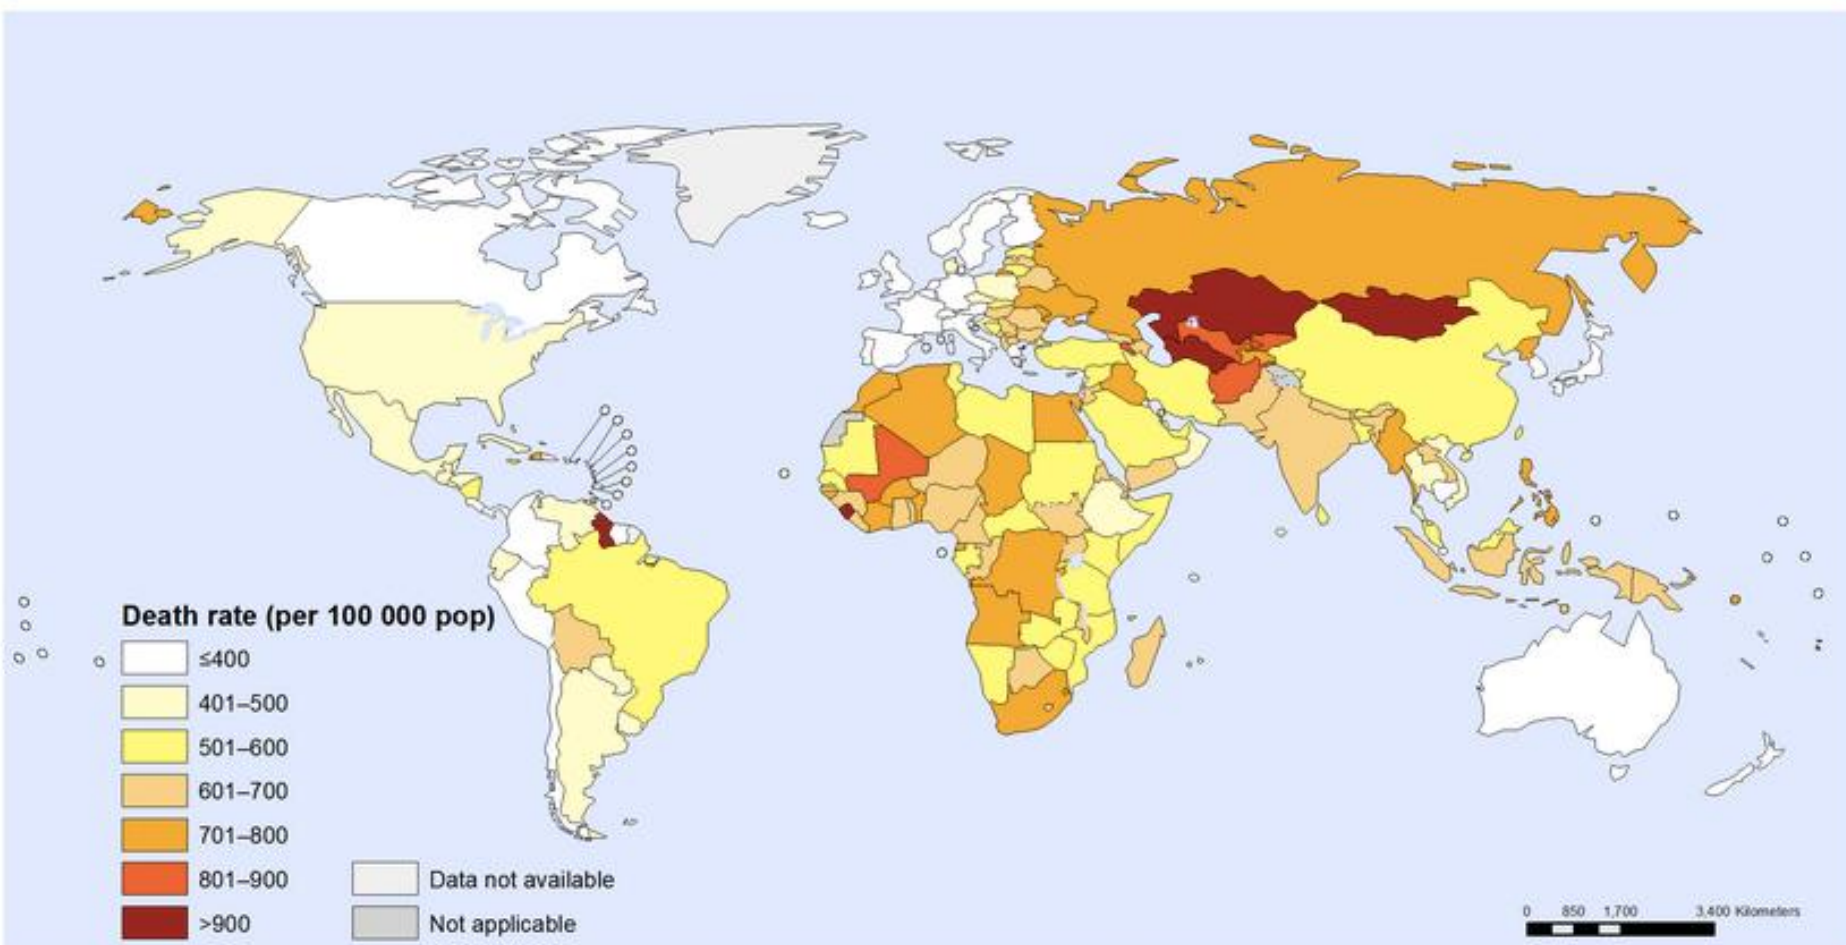 Death rate (per 100 000 pop)
≤400
401–500
501–600
601–700
701–800
801–900
>900
Data not available
Not applicable
0 850 1,700 3,400 Kilometers